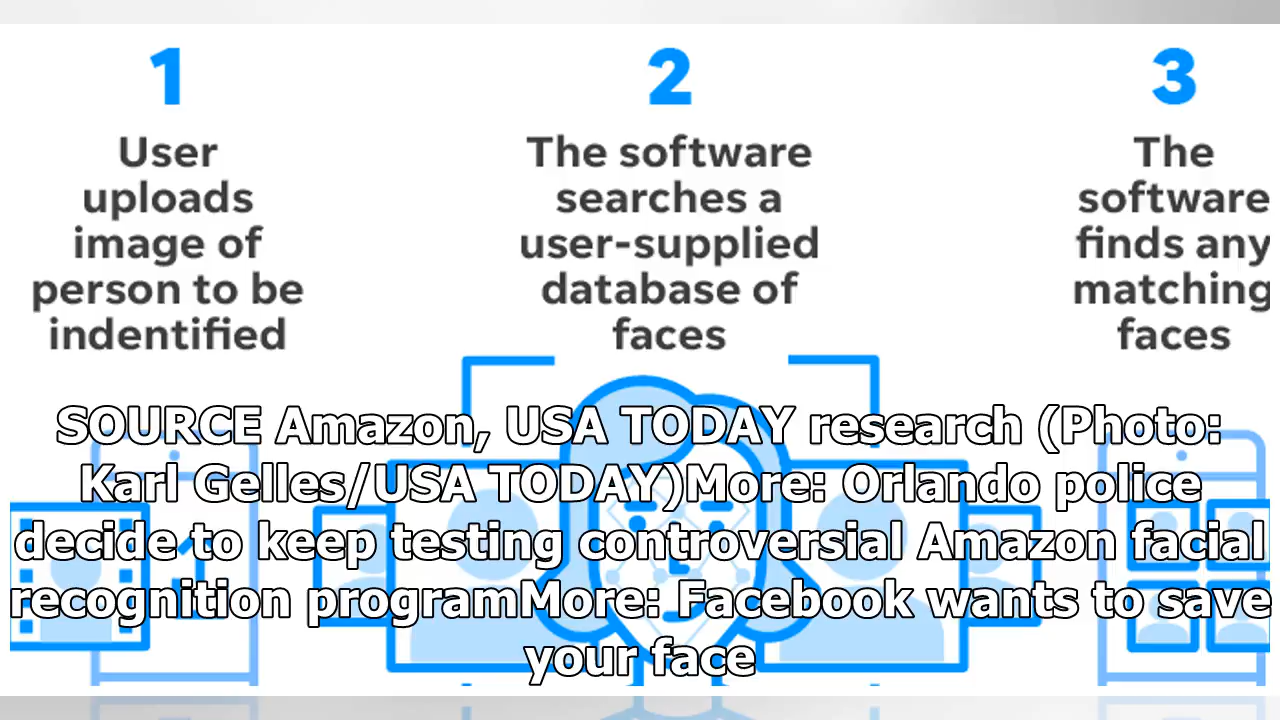 1
User
uploads
image of
person to be
indentified
2
The software
searches a
user-supplied
database of
faces
3
The
software
finds any
matching
faces
SOURCE Amazon, USA TODAY research (Photo:
Karl Gelles/USA TODAY)More: Orlando police
decide to keep testing controversial Amazon facial
recognition programMore: Facebook wants to save
your face